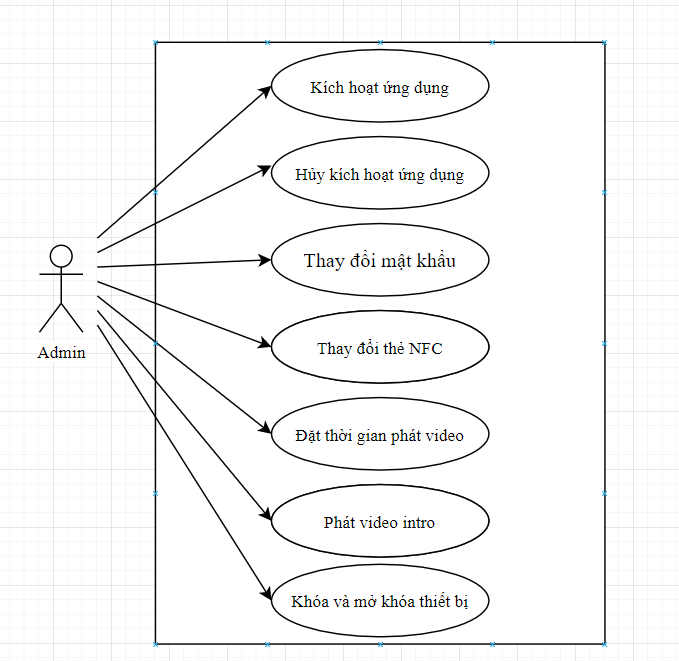 Kích hoạt ứng dụng
Hủy kích hoạt ứng dụng
Thay đổi mật khẩu
Admin
Thay đổi thẻ NFC
Đặt thời gian phát video
Phát video intro
Khóa và mở khóa thiết bị